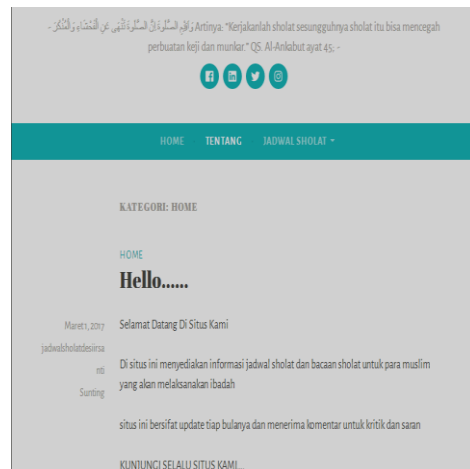 - وَأَقِمِ الصَّلُوةَ إِنَّ الصَّلُوةَ تَنْهَى عَنِ الْفَحْشَاءِ وَالْمُنْكَرِ Artinya: "Kerjakanlah sholat sesungguhnya sholat itu bisa mencegah
perbuatan keji dan munkar." QS. Al-Ankabut ayat 45; -
HOME TENTANG JADWAL SHOLAT
KATEGORI: HOME
HOME
Hello......
Maret 1, 2017
jadwalsholatdesiirsa
nti
Sunting
Selamat Datang Di Situs Kami
Di situs ini menyediakan informasi jadwal sholat dan bacaan sholat untuk para muslim
yang akan melaksanakan ibadah
situs ini bersifat update tiap bulanya dan menerima komentar untuk kritik dan saran
KUNJUNGI SELALU SITUS KAMI...